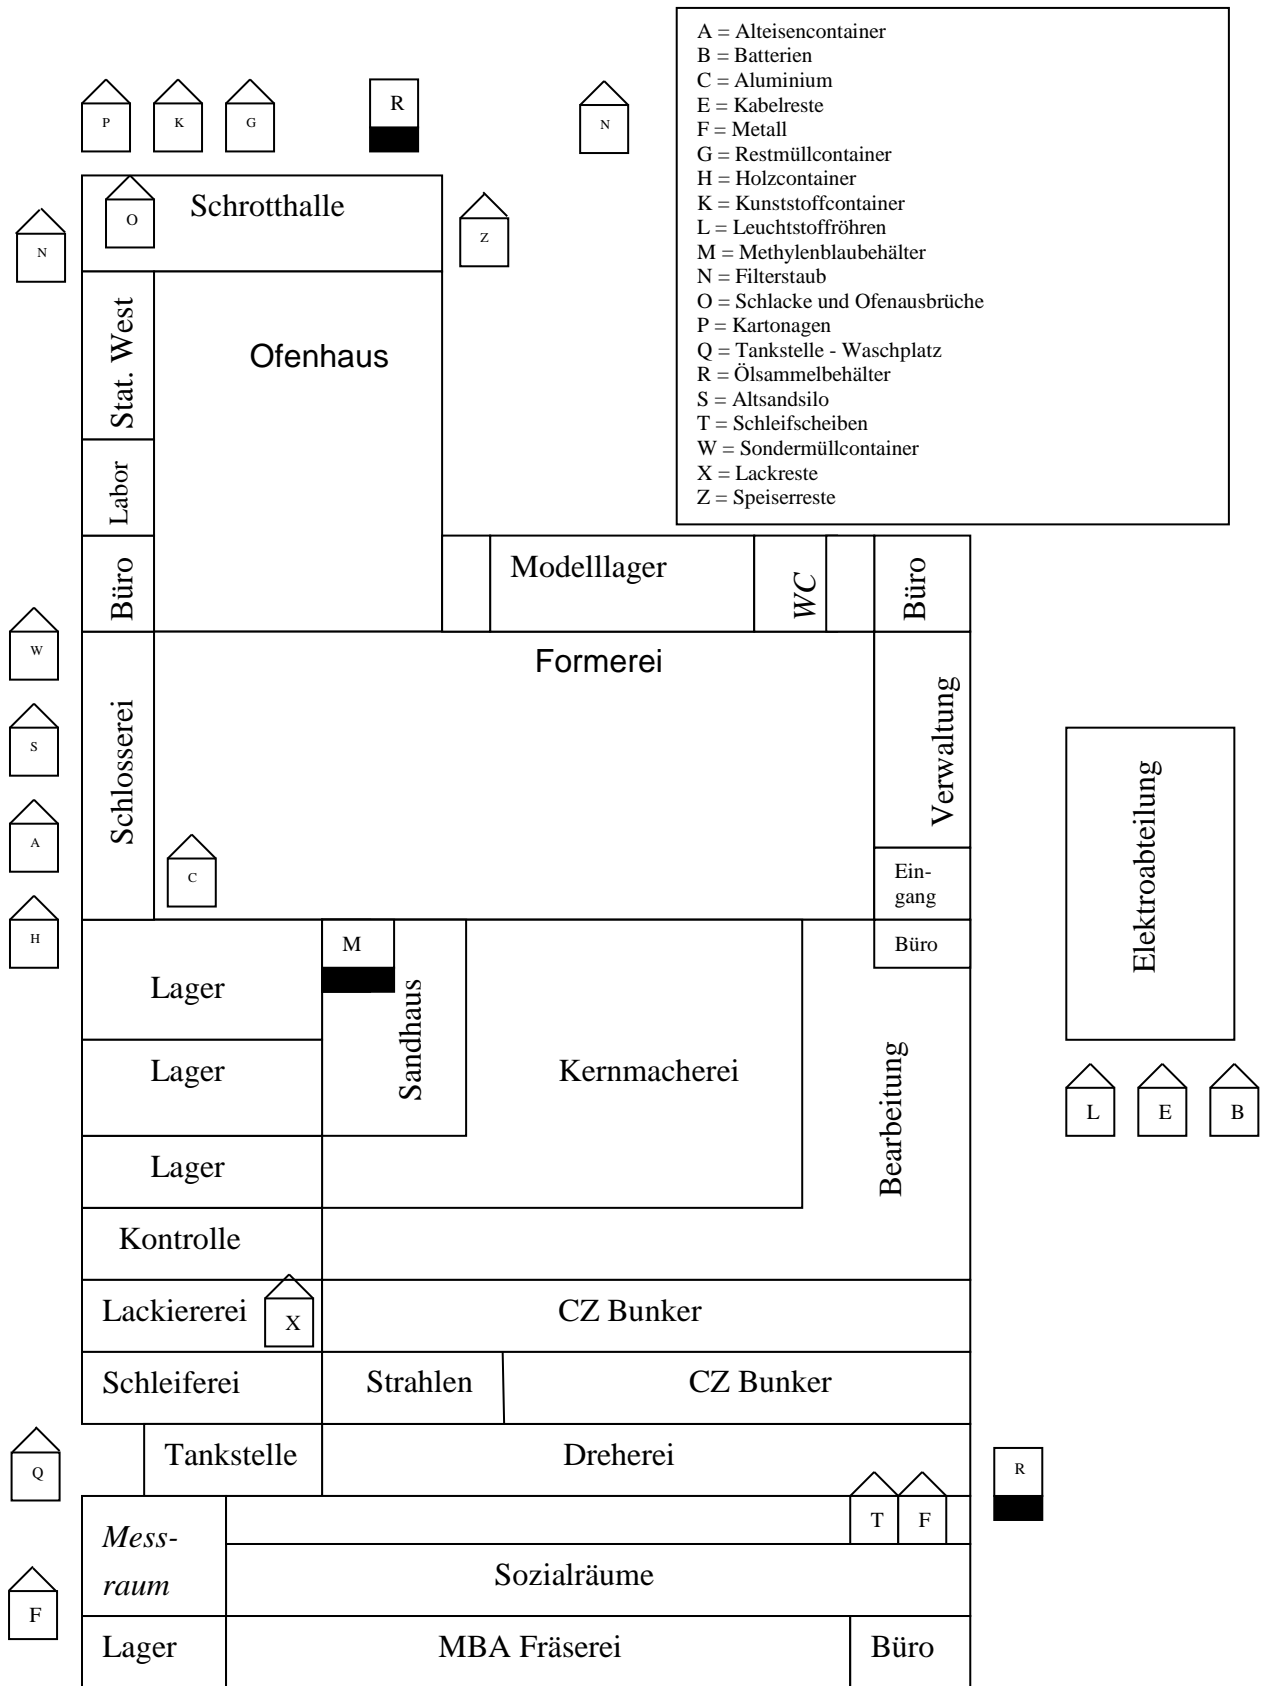 A = Alteisencontainer
B = Batterien
C = Aluminium
E = Kabelreste
F = Metall
G = Restmüllcontainer
H = Holzcontainer
K = Kunststoffcontainer
L = Leuchtstoffröhren
M = Methylenblaubehälter
N = Filterstaub
O = Schlacke und Ofenausbrüche
P = Kartonagen
Q = Tankstelle - Waschplatz
R = Ölsammelbehälter
S = Altsandsilo
T = Schleifscheiben
W = Sondermüllcontainer
X = Lackreste
Z = Speiserreste
P
K
G
R
N
N
O
Schrotthalle
Z
Stat. West
Ofenhaus
Labor
Büro
Modelllager
WC
Büro
W
Formerei
S
Schlosserei
Verwaltung
Elektroabteilung
A
C
Ein-
gang
H
M
Büro
Lager
Sandhaus
Lager
Kernmacherei
Bearbeitung
L
E
B
Lager
Kontrolle
Lackiererei
X
CZ Bunker
Schleiferei
Strahlen
CZ Bunker
Q
Tankstelle
Dreherei
R
Mess-
raum
T
F
Sozialräume
F
Lager
MBA Fräserei
Büro